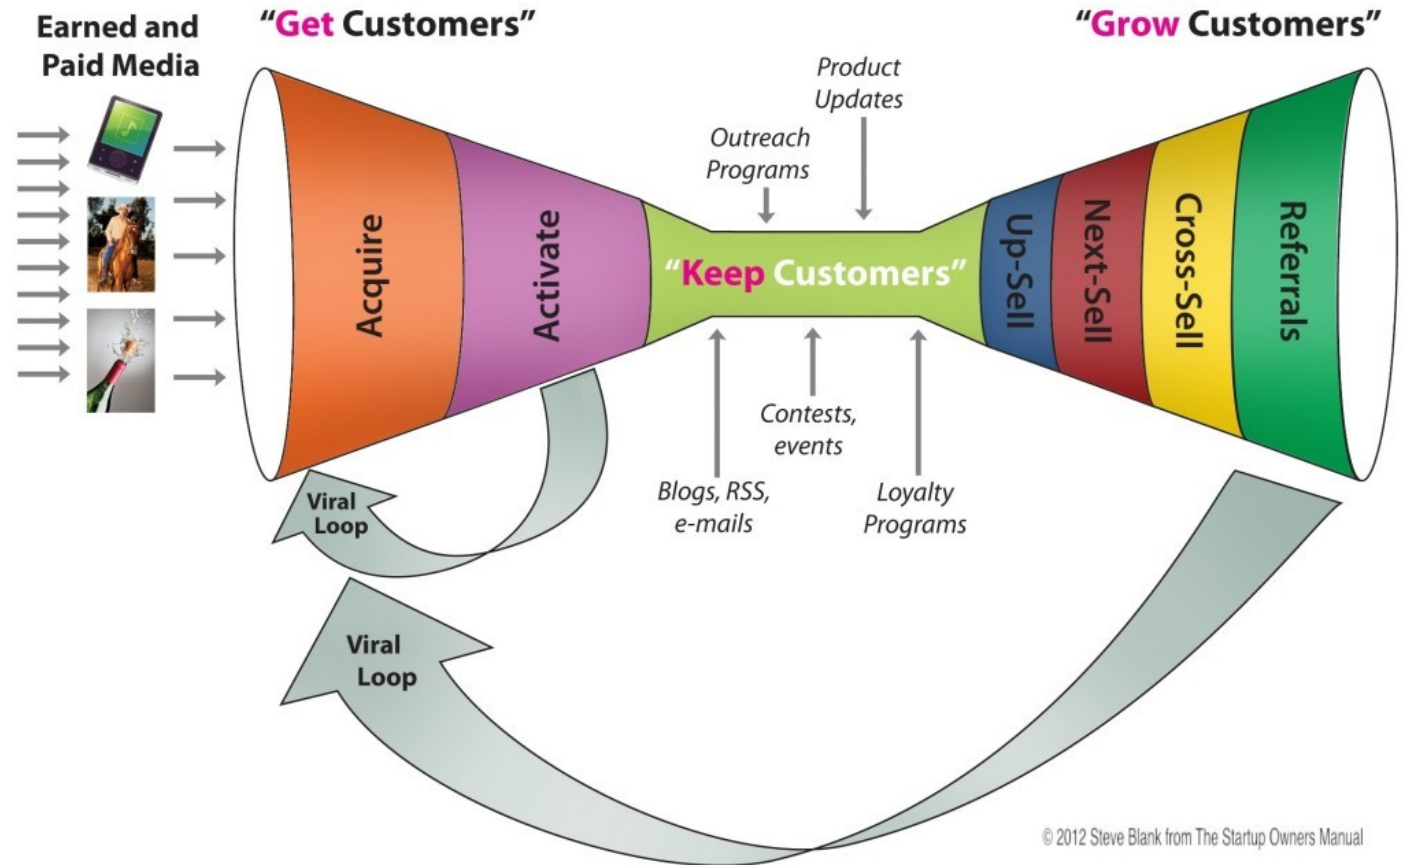 Earned and
Paid Media
“Get Customers”
“Grow Customers”
Product
Updates
Outreach
Programs
Acquire
Activate
“Keep Customers”
Up-Sell
Next-Sell
Cross-Sell
Referrals
Contests,
events
Blogs, RSS,
e-mails
Loyalty
Programs
Viral
Loop
Viral
Loop
© 2012 Steve Blank from The Startup Owners Manual